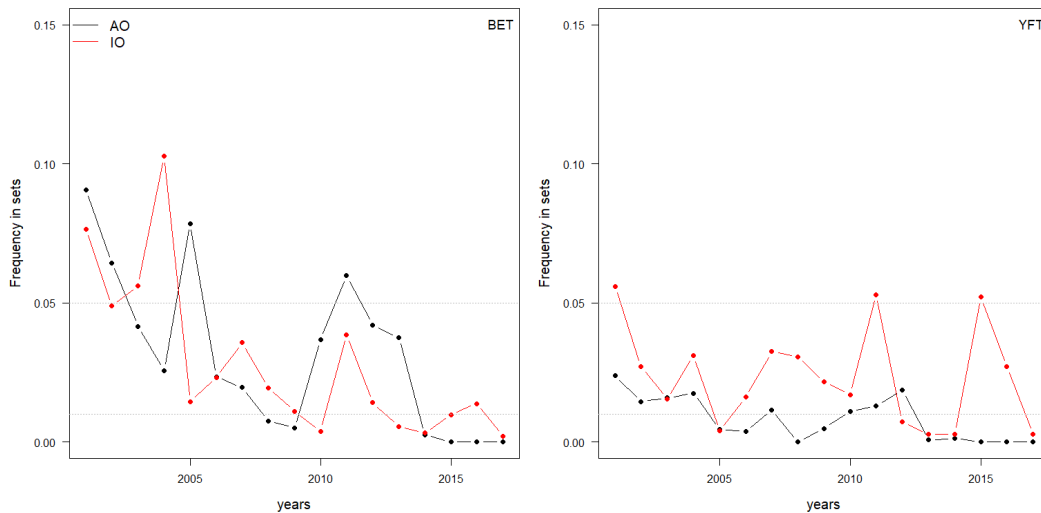 AO
IO
BET
Frequency in sets
0.15
0.10
0.05
0.00
2005 2010 2015
years
YFT
Frequency in sets
0.15
0.10
0.05
0.00
2005 2010 2015
years